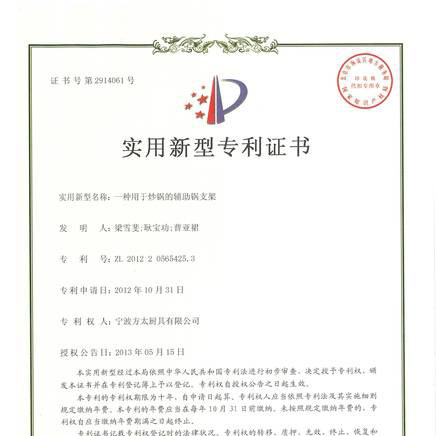 证书号第2914061号
印花税
代扣专用章
实用新型专利证书
实用新型名称：一种用于炒锅的辅助锅支架
发 明 人：梁雪斐;耿宝功;曹亚裙
专 利 号：ZL 2012 2 0565425.3
专利申请日：2012年10月31日
专 利 权 人：宁波方太厨具有限公司
授权公告日：2013年05月15日
本实用新型经过本局依照中华人民共和国专利法进行初步审查，决定授予专利权，颁
发本证书并在专利登记簿上予以登记。专利权自授权公告之日起生效。
本专利的专利权期限为十年，自申请日起算。专利权人应当依照专利法及其实施细则
规定缴纳年费。本专利的年费应当在每年10月31日前缴纳。未按照规定缴纳年费的，专
利权自应当缴纳年费期满之日起终止。
专利证书记载专利权登记时的法律状况。专利权的转移、质押、无效、终止、恢复和